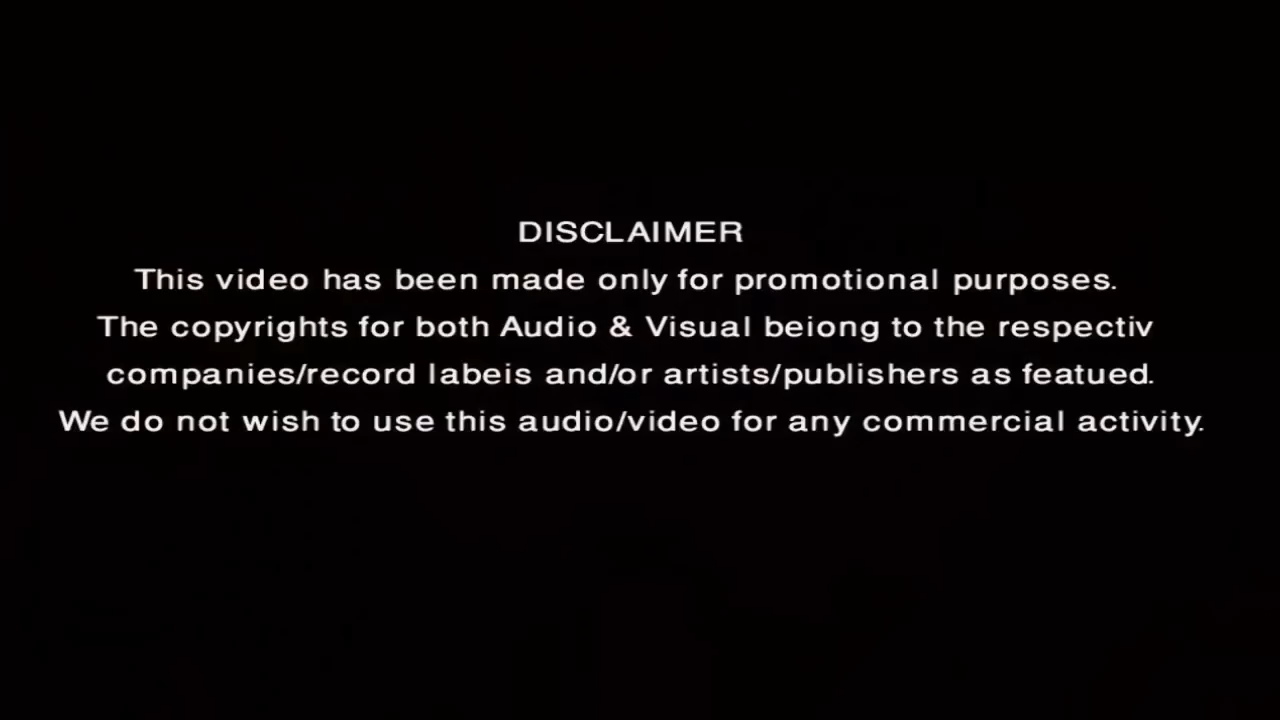 DISCLAIMER
This video has been made only for promotional purposes.
The copyrights for both Audio & Visual beiong to the respectiv
companies/record labeis and/or artists/publishers as featued.
We do not wish to use this audio/video for any commercial activity.